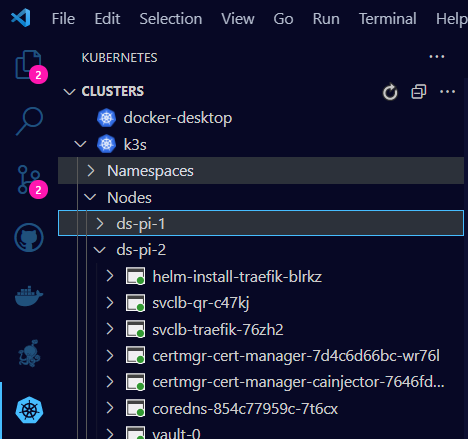 File Edit Selection View Go Run Terminal Help
KUBERNETES
CLUSTERS
docker-desktop
k3s
Namespaces
Nodes
ds-pi-1
ds-pi-2
helm-install-traefik-blrkz
svclb-qr-c47kj
svclb-traefik-76zh2
certmgr-cert-manager-7d4c6d66bc-wr76l
certmgr-cert-manager-cainjector-7646fd...
coredns-854c77959c-7t6cx
vault-0
2
2